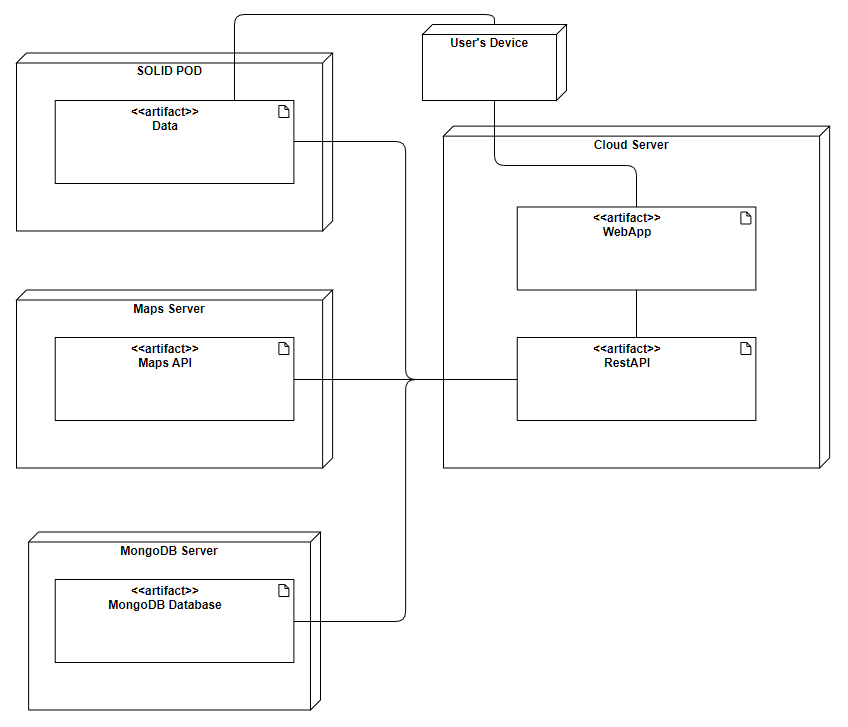 User's Device
SOLID POD
<<artifact>>
Data
Cloud Server
<<artifact>>
WebApp
Maps Server
<<artifact>>
Maps API
<<artifact>>
RestAPI
MongoDB Server
<<artifact>>
MongoDB Database